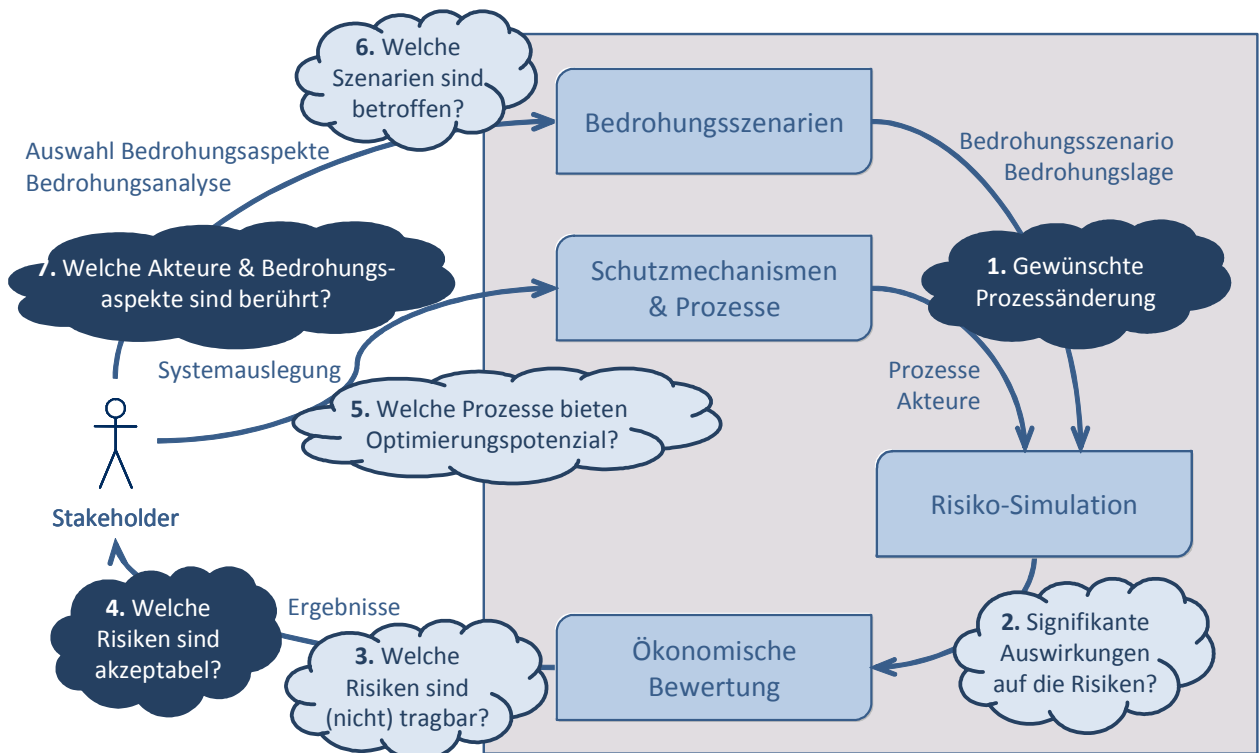 6. Welche
Szenarien sind
betroffen?
Bedrohungsszenarien
Auswahl Bedrohungsaspekte
Bedrohungsanalyse
Bedrohungsszenario
Bedrohungslage
7. Welche Akteure & Bedrohungs-
aspekte sind berührt?
Schutzmechanismen
& Prozesse
1. Gewünschte
Prozessänderung
Systemauslegung
Prozesse
Akteure
5. Welche Prozesse bieten
Optimierungspotenzial?
Stakeholder
Risiko-Simulation
4. Welche
Risiken sind
akzeptabel?
Ergebnisse
3. Welche
Risiken sind
(nicht) tragbar?
Ökonomische
Bewertung
2. Signifikante
Auswirkungen
auf die Risiken?